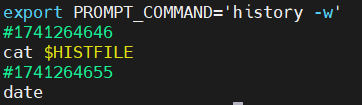 export PROMPT_COMMAND='history -w'
#1741264646
cat $HISTFILE
#1741264655
date